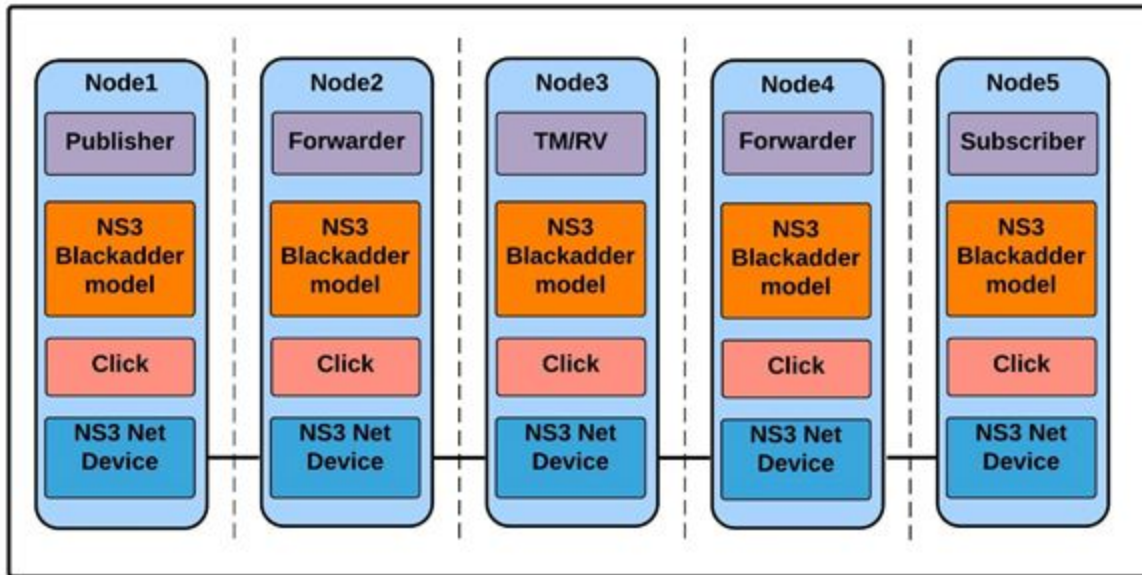 Node1
Publisher
NS3
Blackadder
model
Click
NS3 Net
Device
Node2
Forwarder
NS3
Blackadder
model
Click
NS3 Net
Device
Node3
TM/RV
NS3
Blackadder
model
Click
NS3 Net
Device
Node4
Forwarder
NS3
Blackadder
model
Click
NS3 Net
Device
Node5
Subscriber
NS3
Blackadder
model
Click
NS3 Net
Device